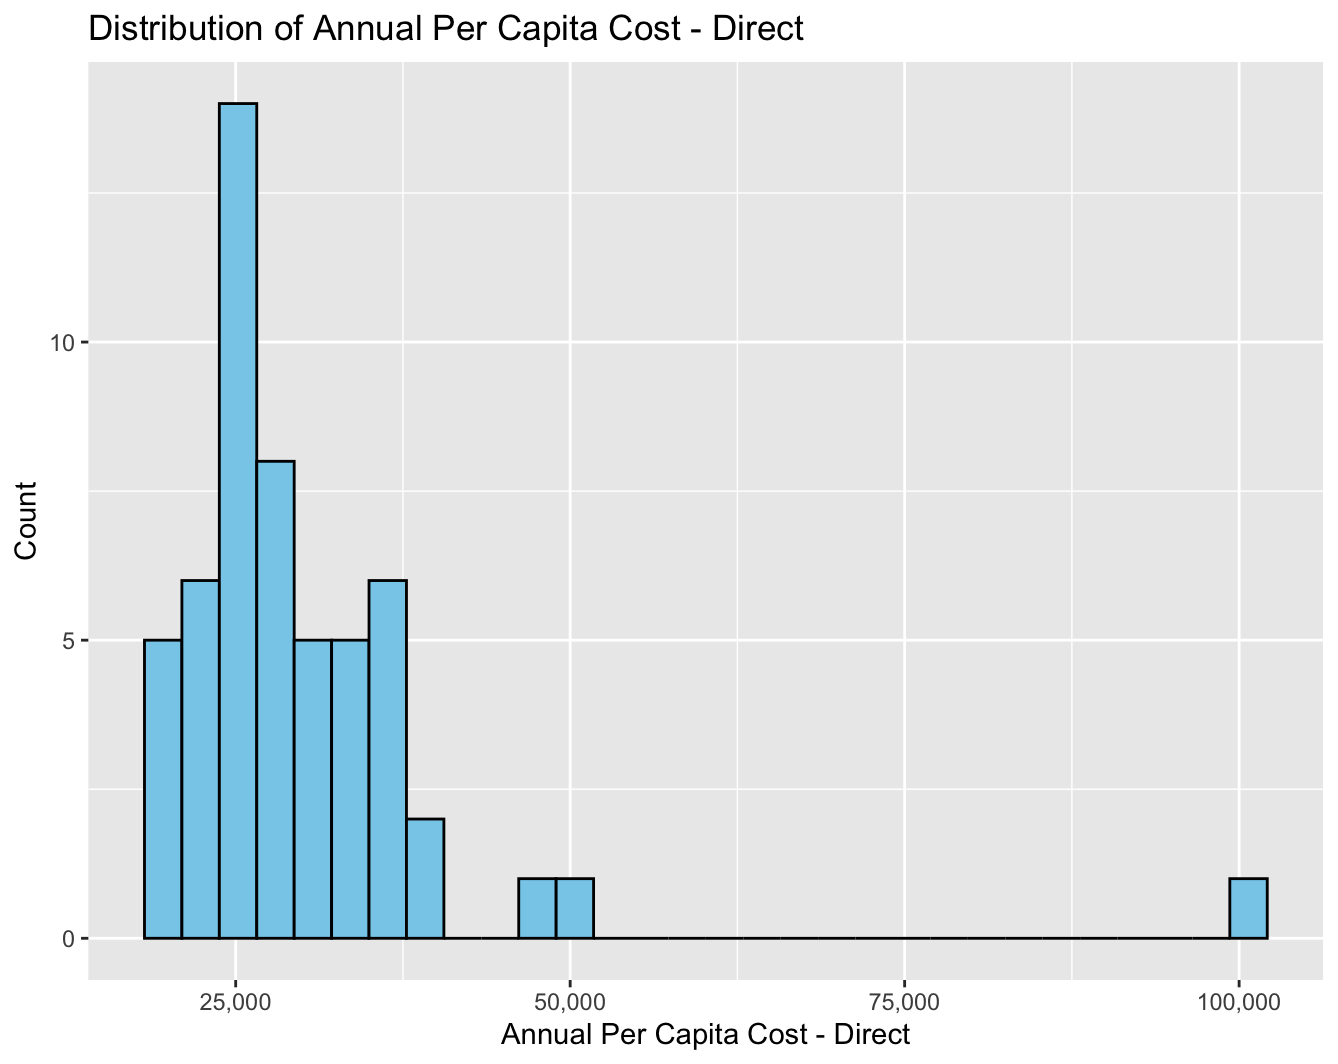 Distribution of Annual Per Capita Cost - Direct
Count
10
5
0
25,000 50,000 75,000 100,000
Annual Per Capita Cost - Direct